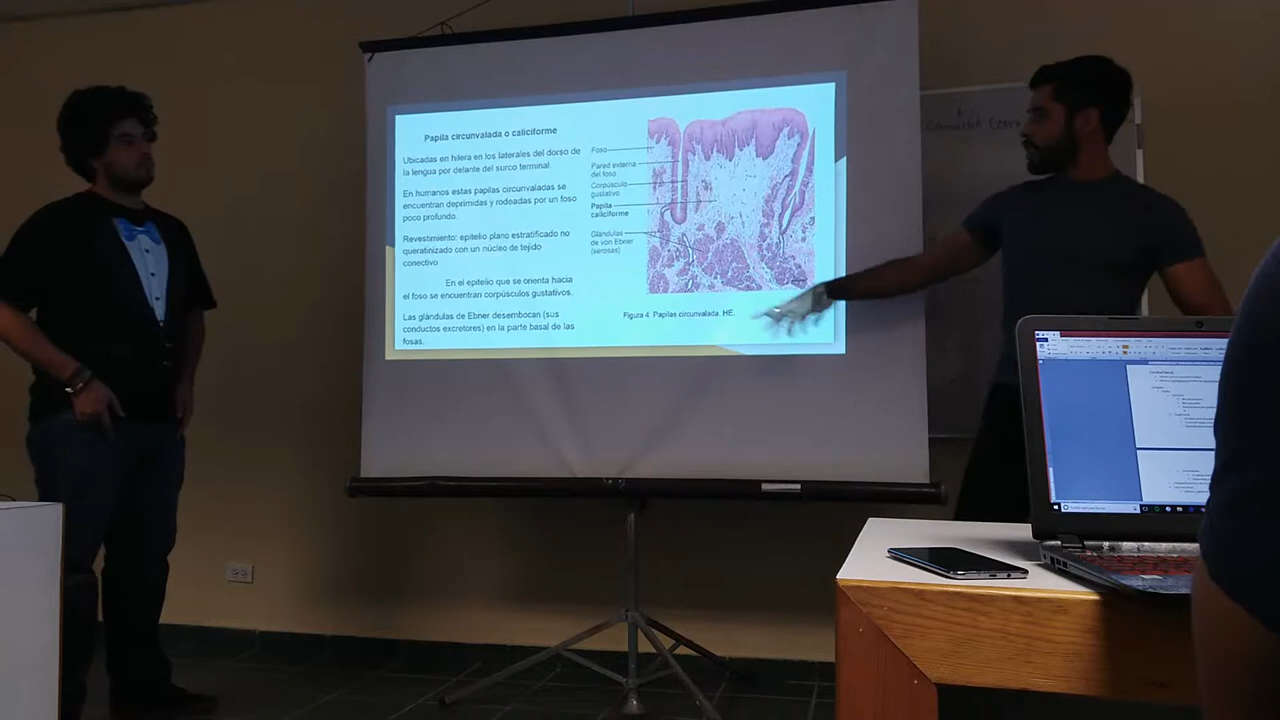 Papila circunvalada o caliciforme
Ubicadas en hilera en los laterales del dorso de
la lengua por delante del surco terminal.
En humanos estas papilas circunvaladas se
encuentran deprimidas y rodeadas por un foso
poco profundo.
Revestimiento: epitelio plano estratificado no
queratinizado con un núcleo de tejido
conectivo
En el epitelio que se orienta hacia
el foso se encuentran corpúsculos gustativos.
Las glándulas de Ebner desembocan (sus
conductos excretores) en la parte basal de las
fosas.
Foso
Pared externa
del foso
Corpúsculo
gustativo
Papila
caliciforme
Glándulas
de von Ebner
(serosas)
Figura 4. Papilas circunvalada. HE.